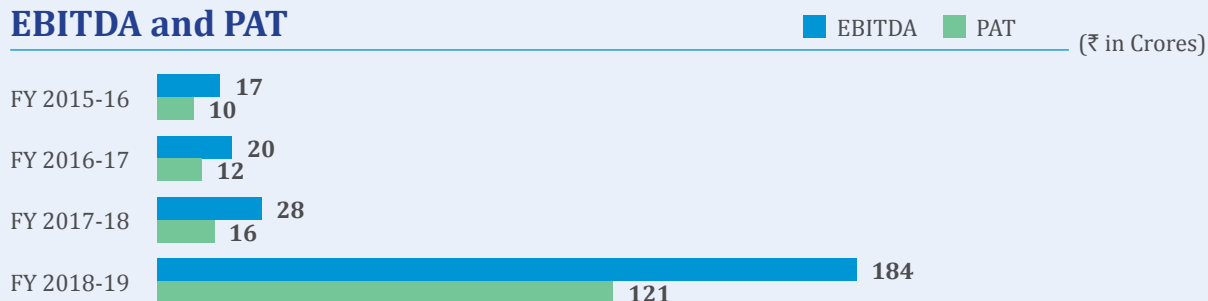 EBITDA and PAT
EBITDA PAT
(₹ in Crores)
FY 2015-16 17
10
FY 2016-17 20
12
FY 2017-18 28
16
FY 2018-19 184
121